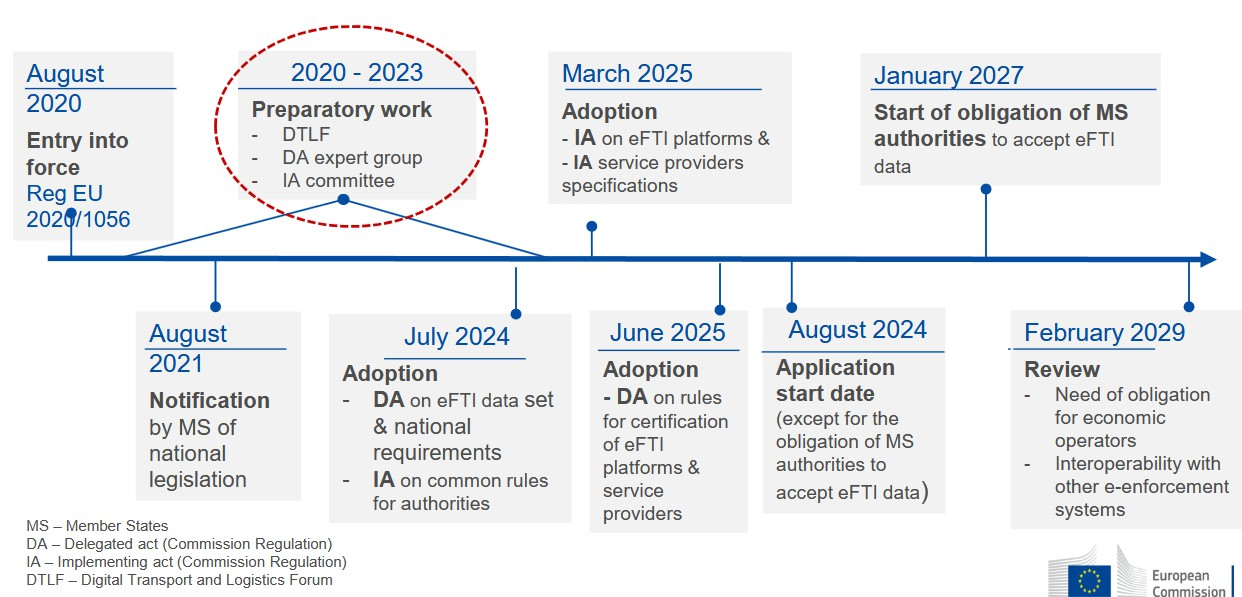 August
2020
Entry into
force
Reg EU
2020/1056
2020 - 2023
Preparatory work
- DTLF
- DA expert group
- IA committee
March 2025
Adoption
- IA on eFTI platforms &
- IA service providers
specifications
January 2027
Start of obligation of MS
authorities to accept eFTI
data
August
2021
Notification
by MS of
national
legislation
July 2024
Adoption
- DA on eFTI data set
& national
requirements
- IA on common rules
for authorities
June 2025
Adoption
- DA on rules
for certification
of eFTI
platforms &
service
providers
August 2024
Application
start date
(except for the
obligation of MS
authorities to
accept eFTI data)
February 2029
Review
- Need of obligation
for economic
operators
- Interoperability with
other e-enforcement
systems
MS – Member States
DA – Delegated act (Commission Regulation)
IA – Implementing act (Commission Regulation)
DTLF – Digital Transport and Logistics Forum
European
Commission